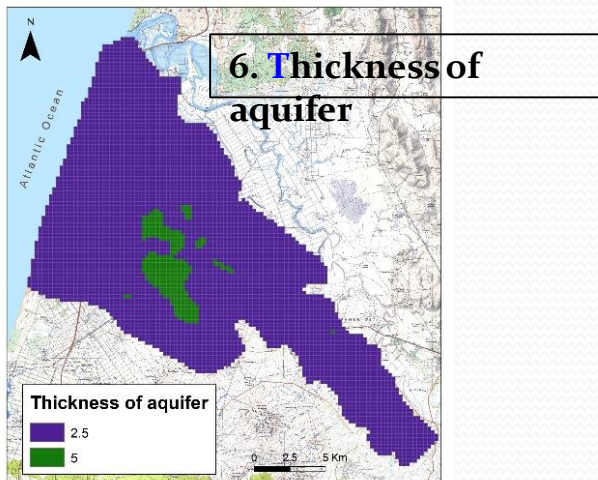 N
6. Thickness of
aquifer
Atlantic Ocean
Thickness of aquifer
2.5
5
0 2.5 5 Km